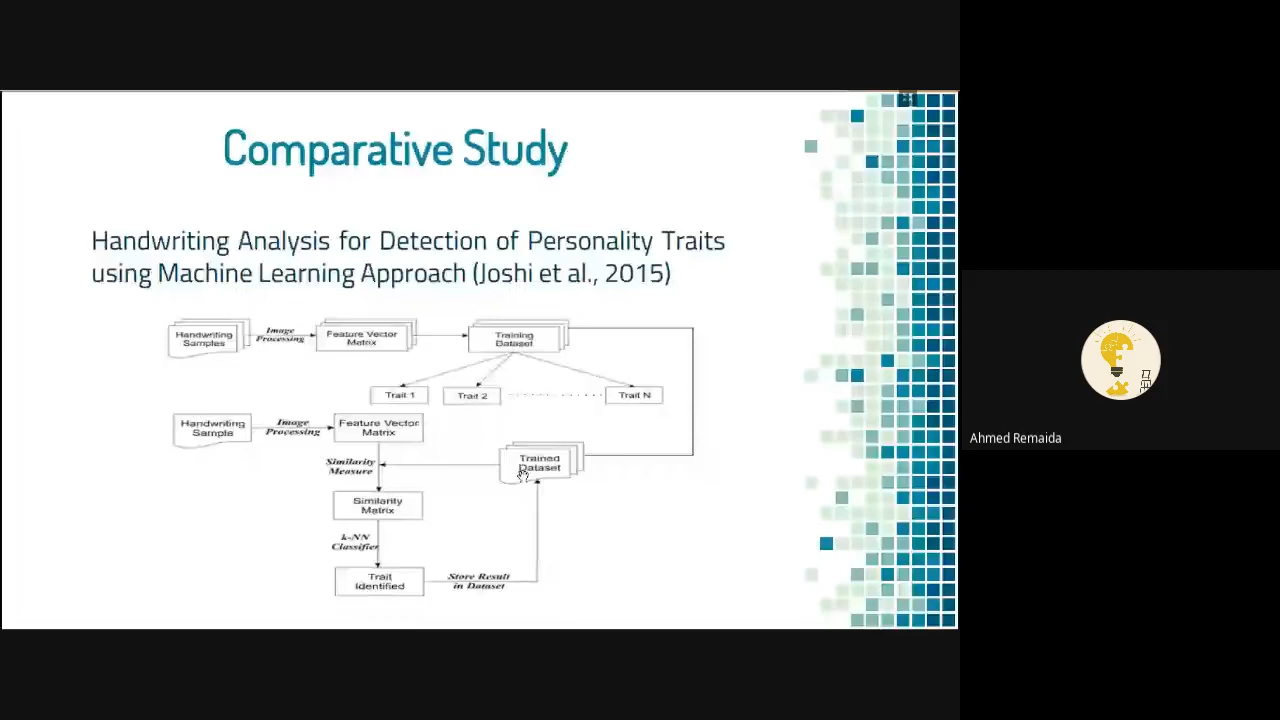 Comparative Study
Handwriting Analysis for Detection of Personality Traits
using Machine Learning Approach (Joshi et al., 2015)
Handwriting
Samples
Image
Processing
Feature Vector
Matrix
Training
Dataset
Trait 1
Trait 2
Trait N
Handwriting
Sample
Image
Processing
Feature Vector
Matrix
Similarity
Measure
Trained
Dataset
Similarity
Matrix
k-NN
Classifier
Trait
Identified
Store Result
in Dataset
Ahmed Remaida